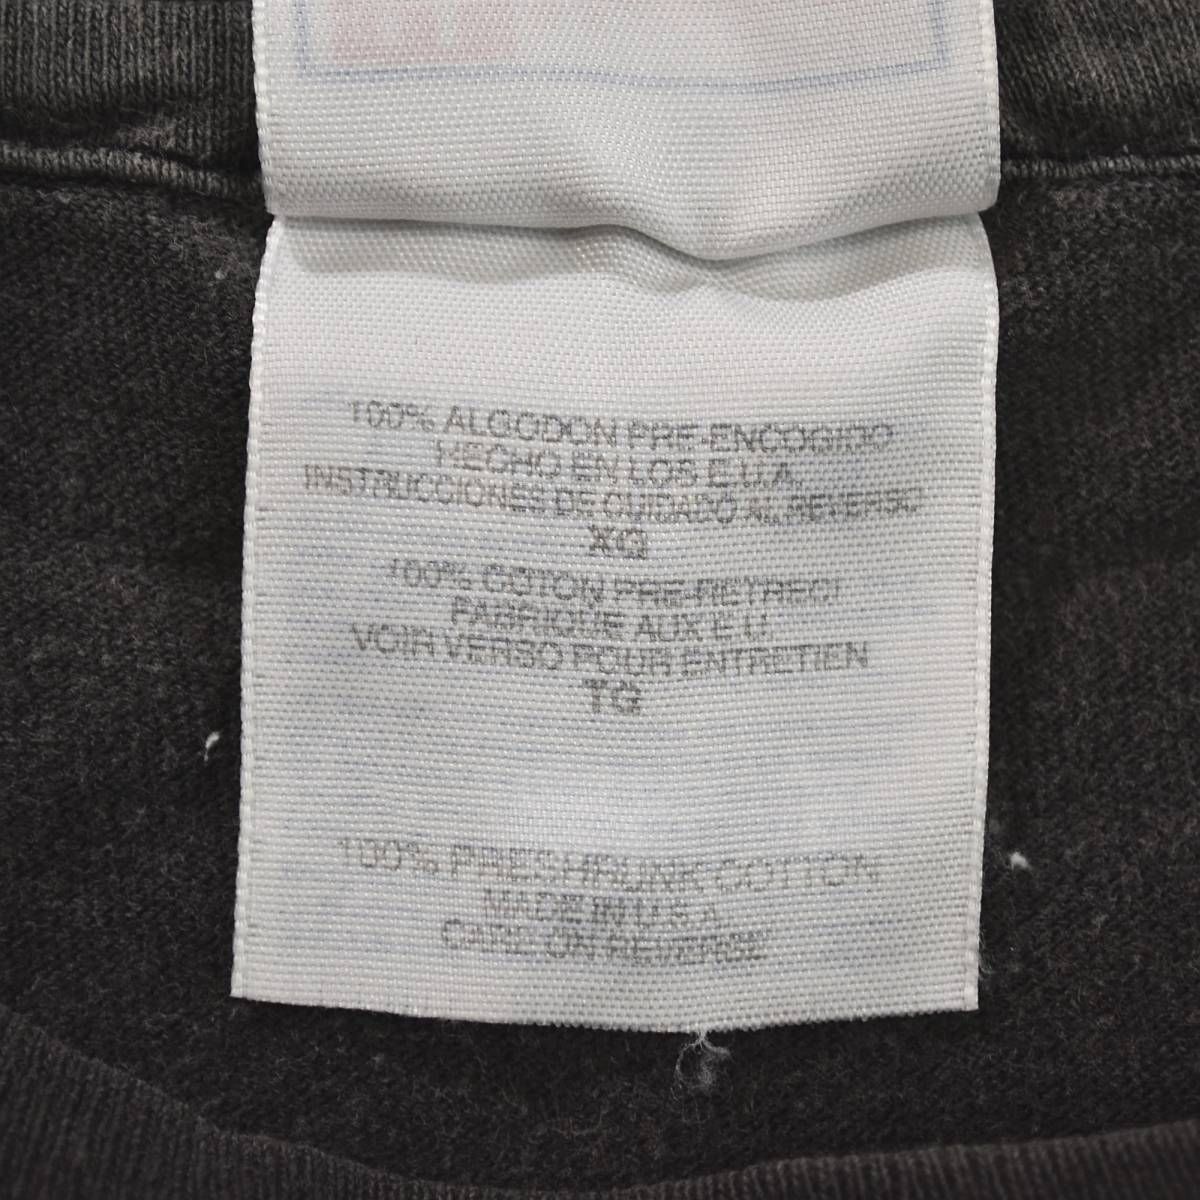 100% ALGODON PRE-ENCOGIDO
HECHO EN LOS E.U.A.
INSTRUCCIONES DE CUIDADO AL REVERSO
XG
100% COTON PRE-RETRECI
FABRIQUE AUX E.U.
VOIR VERSO POUR ENTRETIEN
TG
100% PRESHRUNK COTTON
MADE IN U.S.A.
CARE ON REVERSE